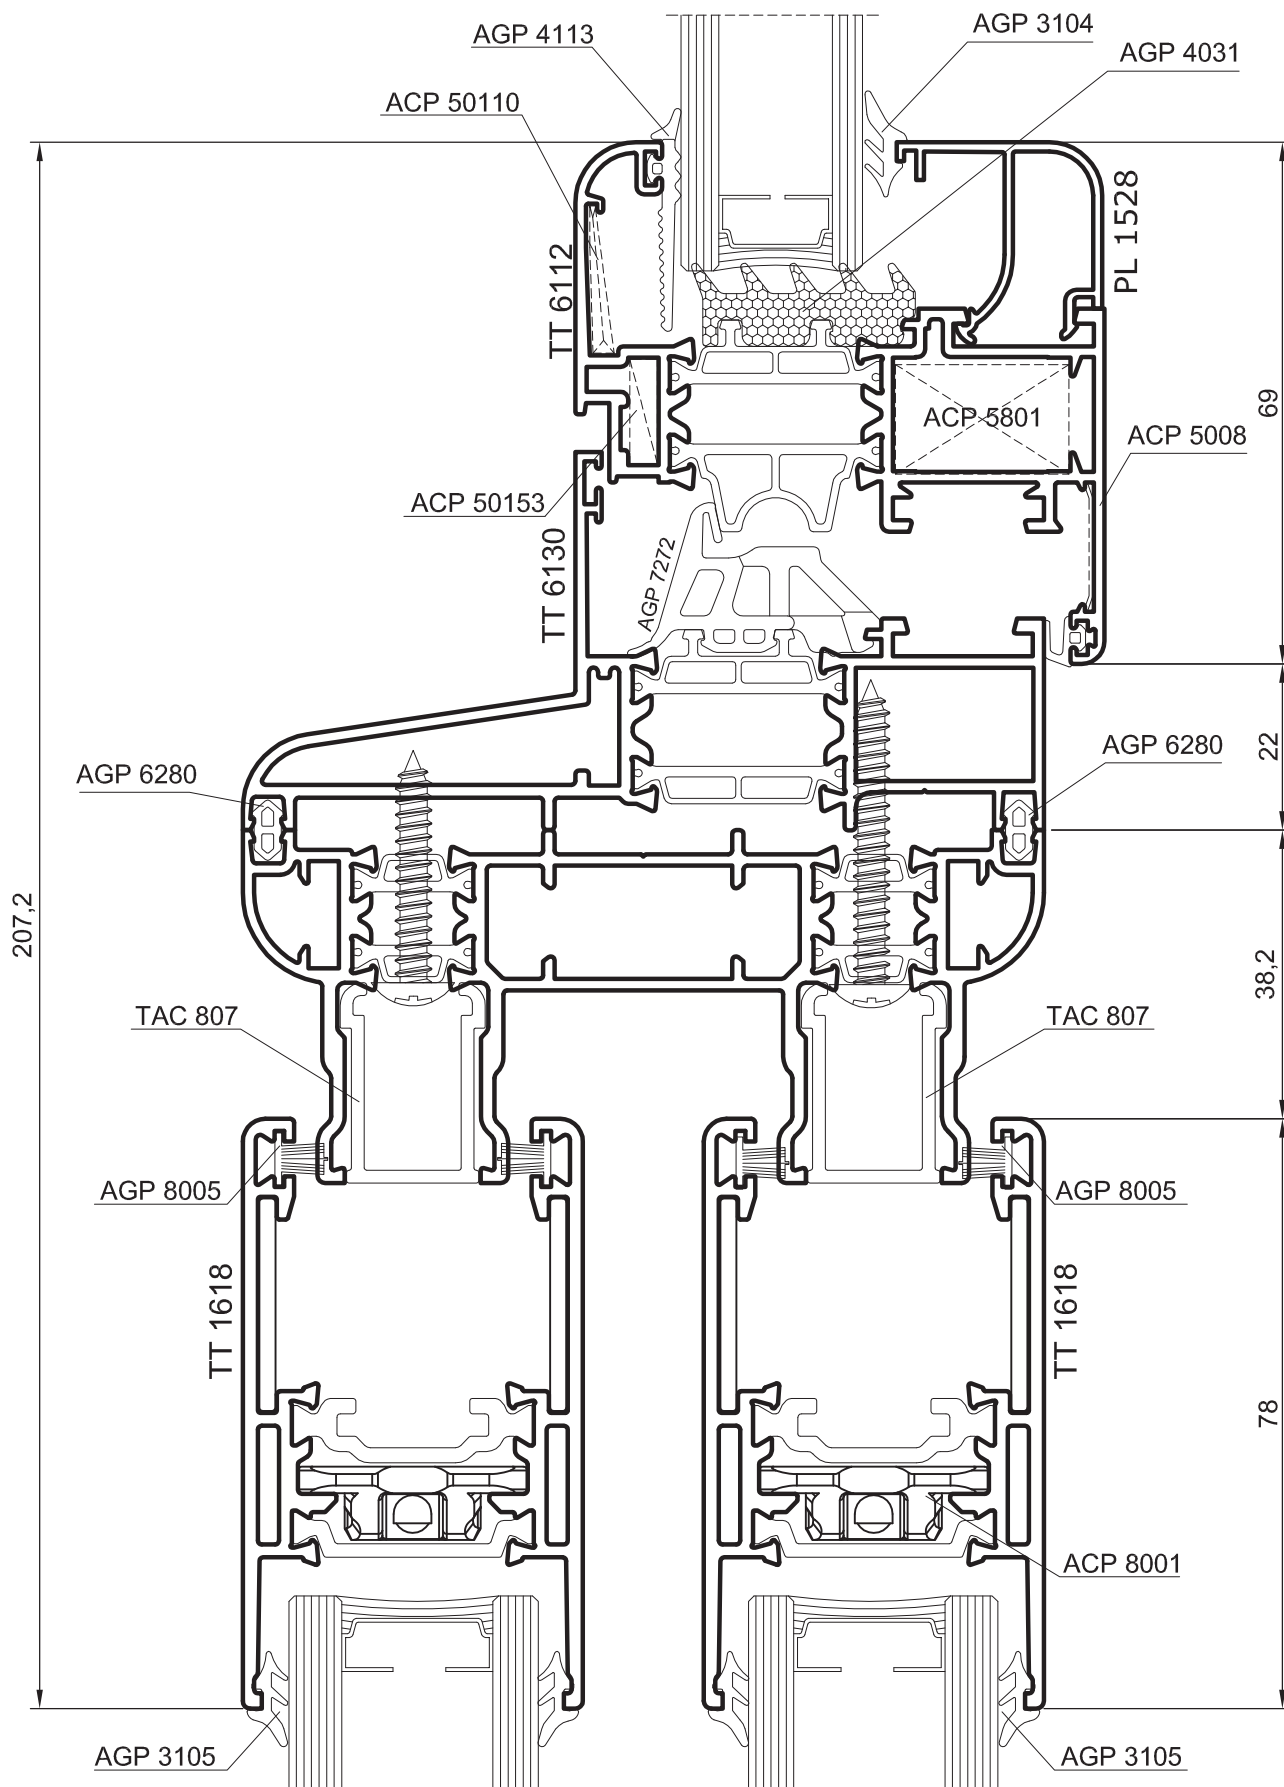 AGP 4113
AGP 3104
AGP 4031
ACP 50110
PL 1528
TT 6112
69
ACP 5801
ACP 5008
ACP 50153
TT 6130
AGP 7272
AGP 6280
AGP 6280
22
207,2
38,2
TAC 807
TAC 807
AGP 8005
AGP 8005
TT 1618
TT 1618
78
ACP 8001
AGP 3105
AGP 3105